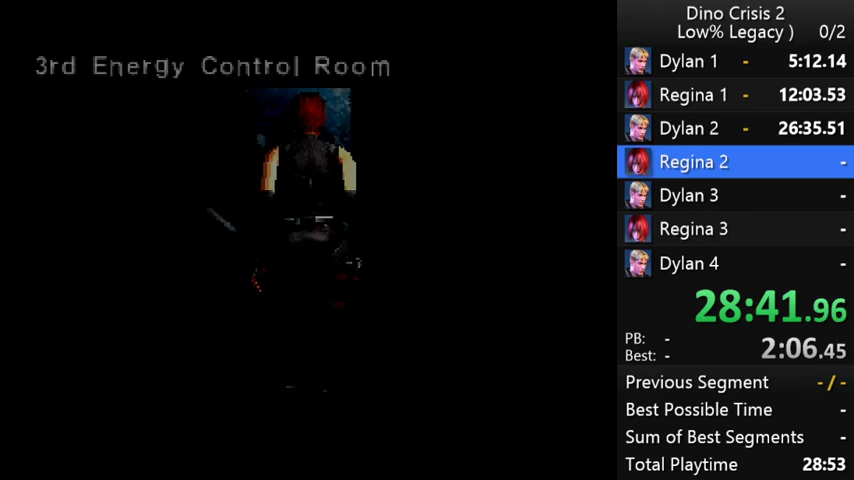 3rd Energy Control Room
Dino Crisis 2
Low% Legacy ) 0/2
Dylan 1 - 5:12.14
Regina 1 - 12:03.53
Dylan 2 - 26:35.51
Regina 2 -
Dylan 3 -
Regina 3 -
Dylan 4 -
28:41.96
PB: -
Best: -
2:06.45
Previous Segment - / -
Best Possible Time -
Sum of Best Segments -
Total Playtime 28:53